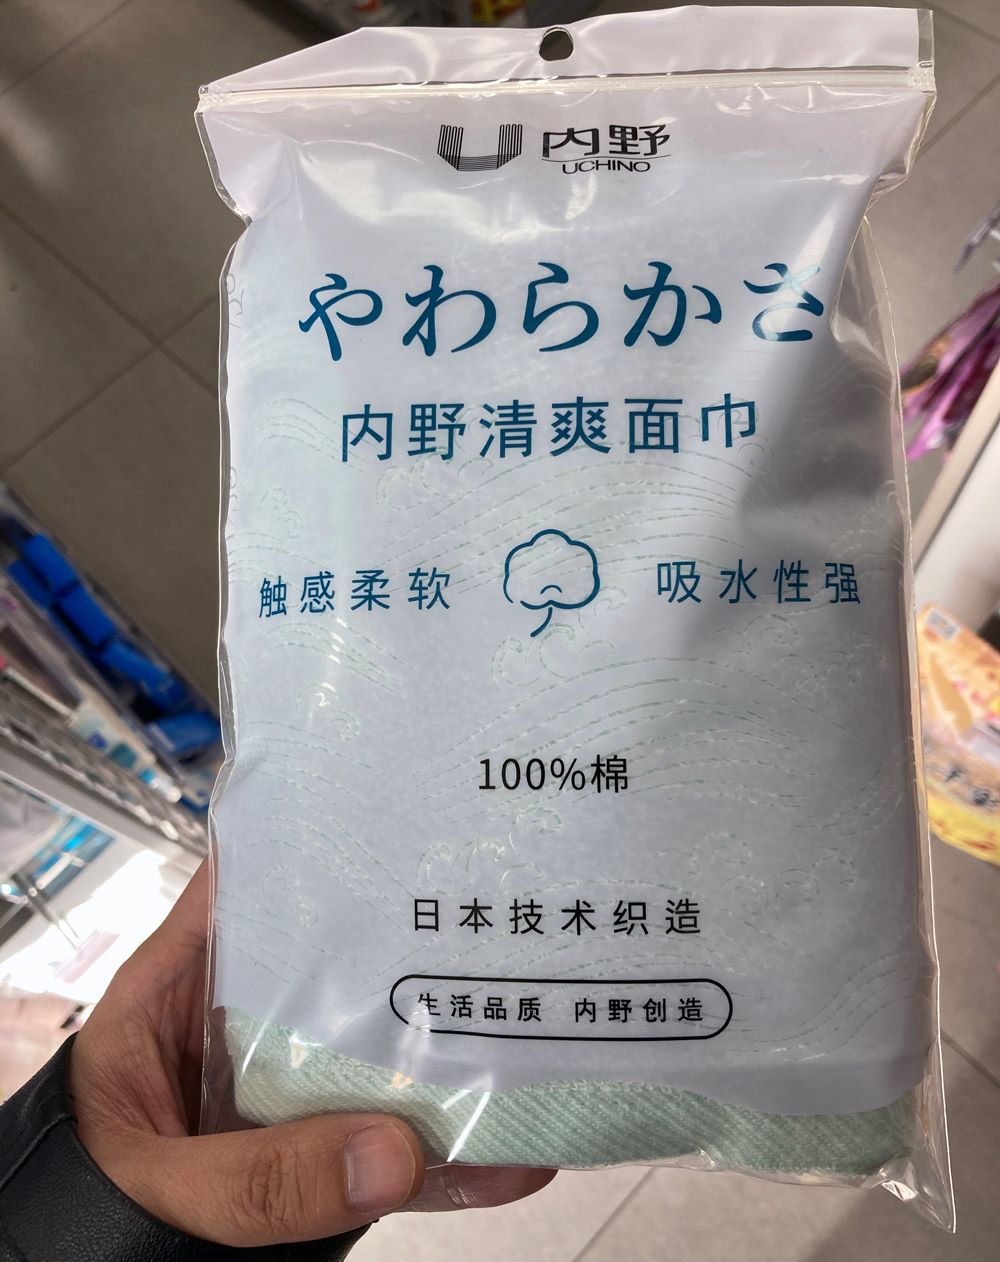 内野
UCHINO
やわらかさ
内野清爽面巾
触感柔软 吸水性强
100%棉
日本技术织造
生活品质 内野创造